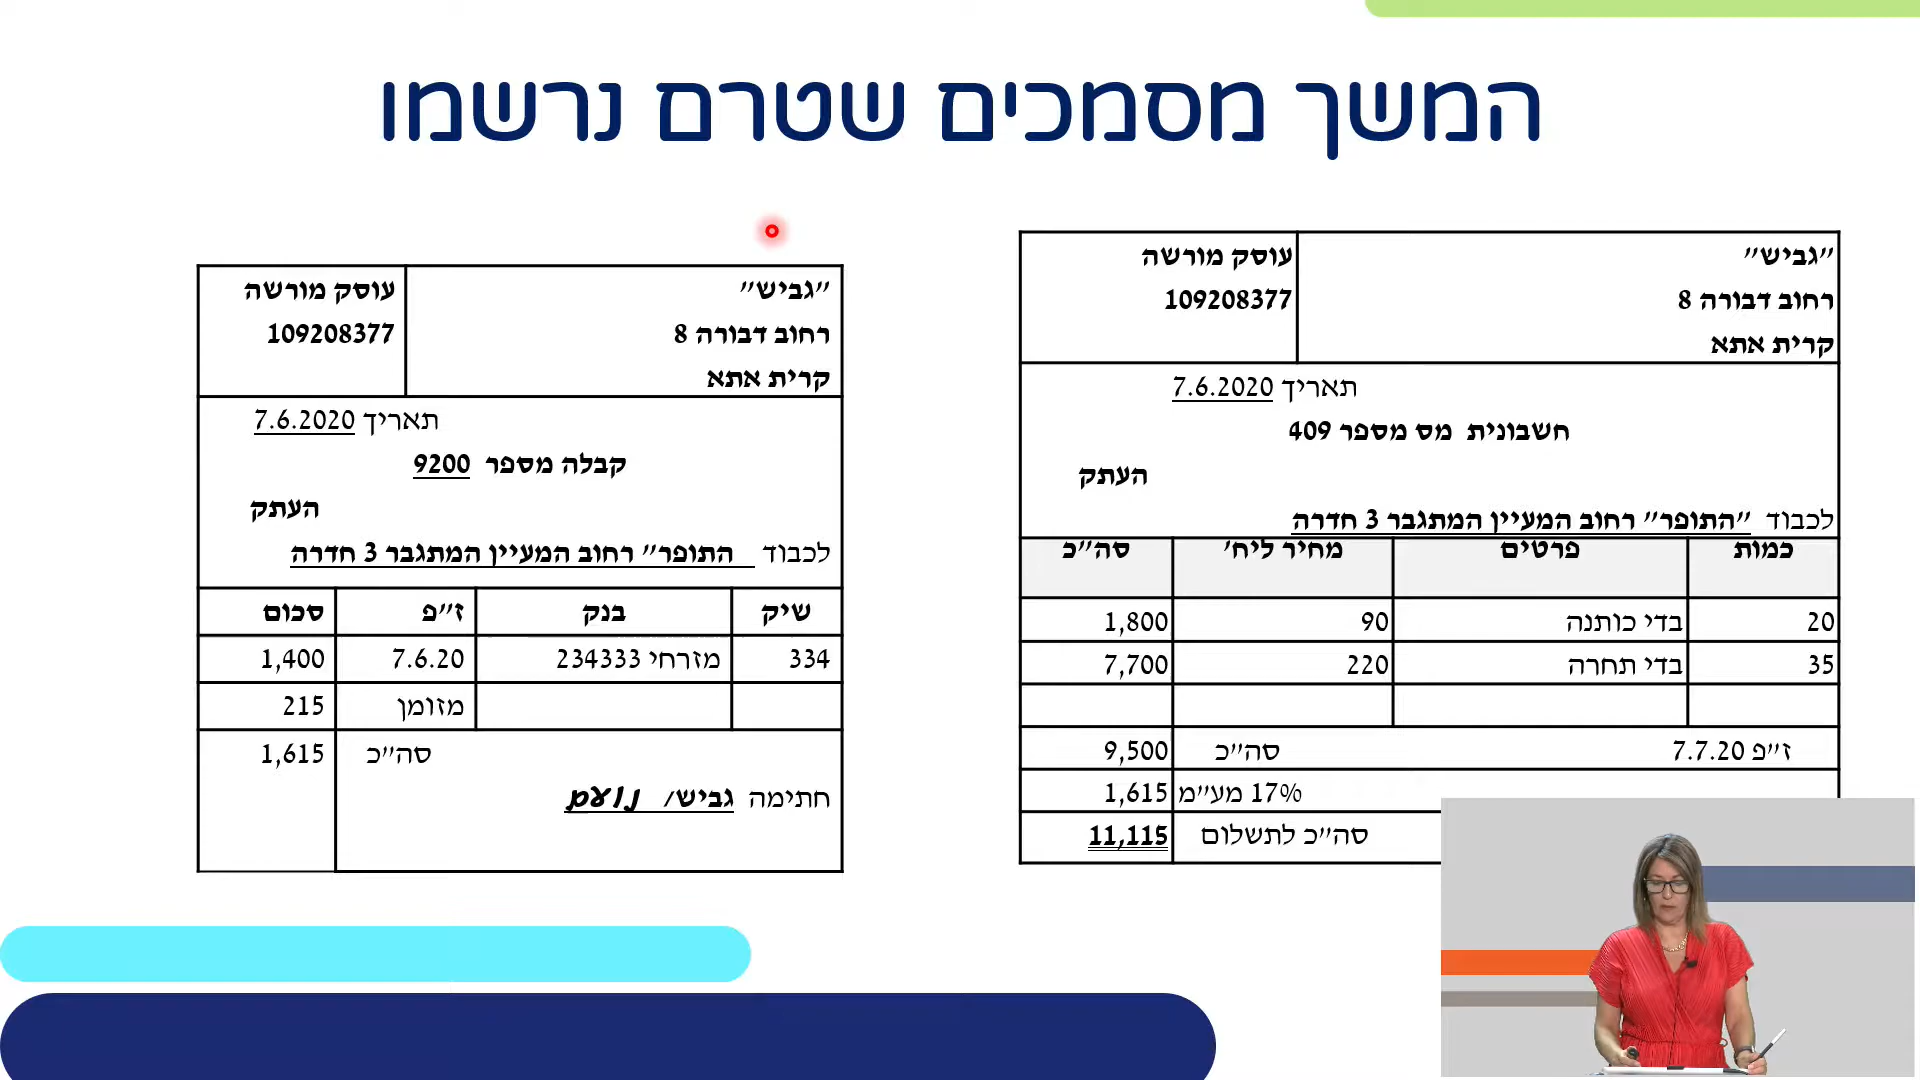 המשך מסמכים שטרם נרשמו
"גביש"
רחוב דבורה 8
קרית אתא
עוסק מורשה
109208377
תאריך 7.6.2020
חשבונית מס מספר 409
העתק
לכבוד "התופר" רחוב המעיין המתגבר 3 חדרה
כמות פרטים מחיר ליח' סה"כ
20 בדי כותנה 90 1,800
35 בדי תחרה 220 7,700
ז"פ 7.7.20 סה"כ 9,500
17% מע"מ 1,615
סה"כ לתשלום 11,115
"גביש"
רחוב דבורה 8
קרית אתא
עוסק מורשה
109208377
תאריך 7.6.2020
קבלה מספר 9200
העתק
לכבוד התופר" רחוב המעיין המתגבר 3 חדרה
שיק בנק ז"פ סכום
334 מזרחי 234333 7.6.20 1,400
מזומן 215
סה"כ 1,615
חתימה גביש/ נועם